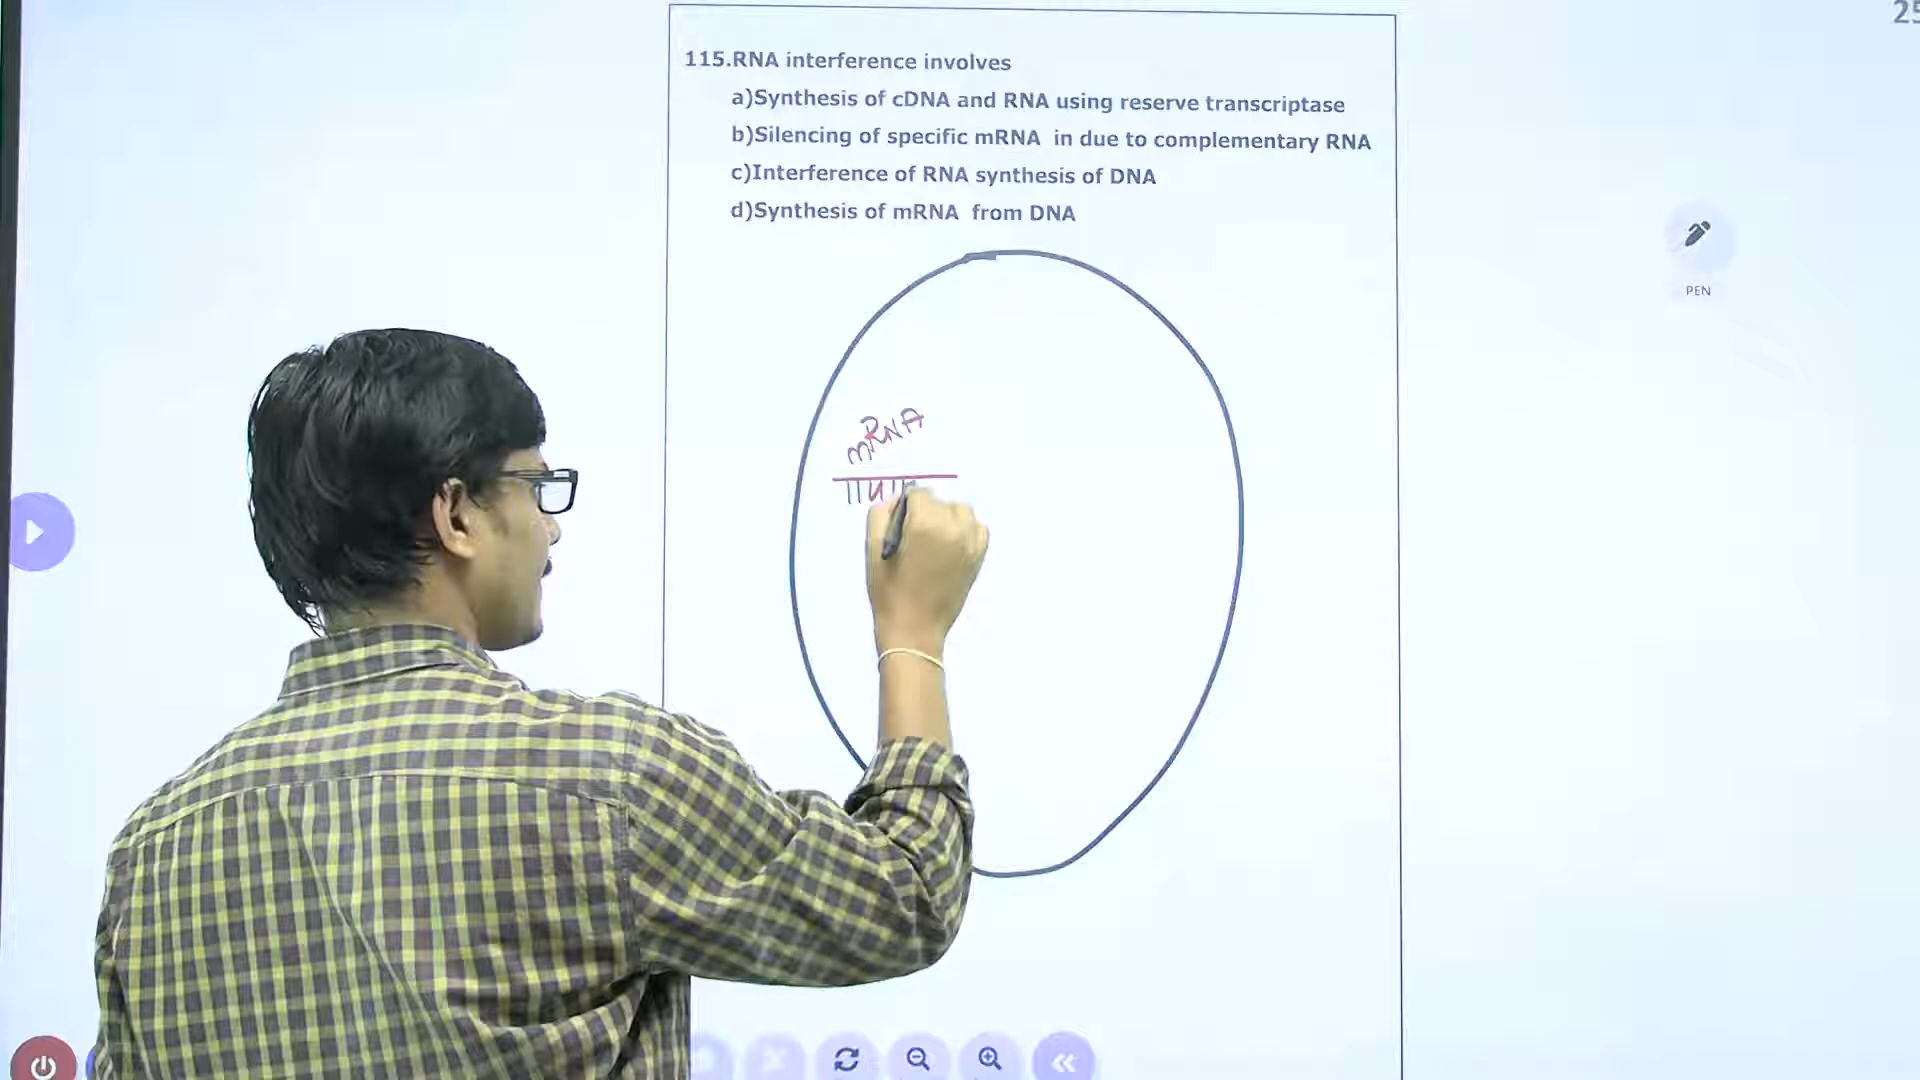 25
115.RNA interference involves
a)Synthesis of cDNA and RNA using reserve transcriptase
b)Silencing of specific mRNA in due to complementary RNA
c)Interference of RNA synthesis of DNA
d)Synthesis of mRNA from DNA
PEN
mRNA